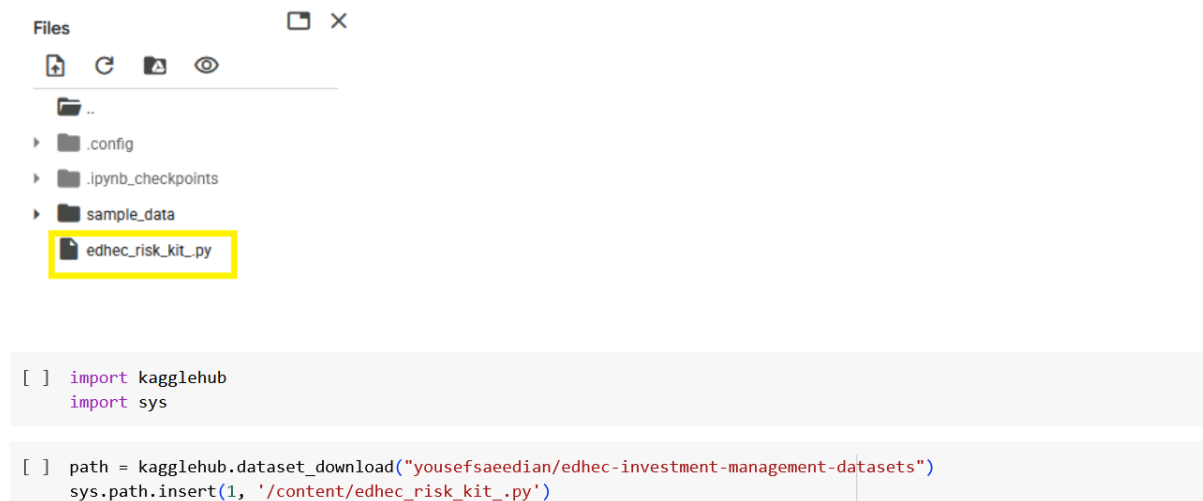 Files
..
.config
.ipynb_checkpoints
sample_data
edhec_risk_kit_.py
[ ] import kagglehub
import sys
[ ] path = kagglehub.dataset_download("yousefsaeedian/edhec-investment-management-datasets")
sys.path.insert(1, '/content/edhec_risk_kit_.py')